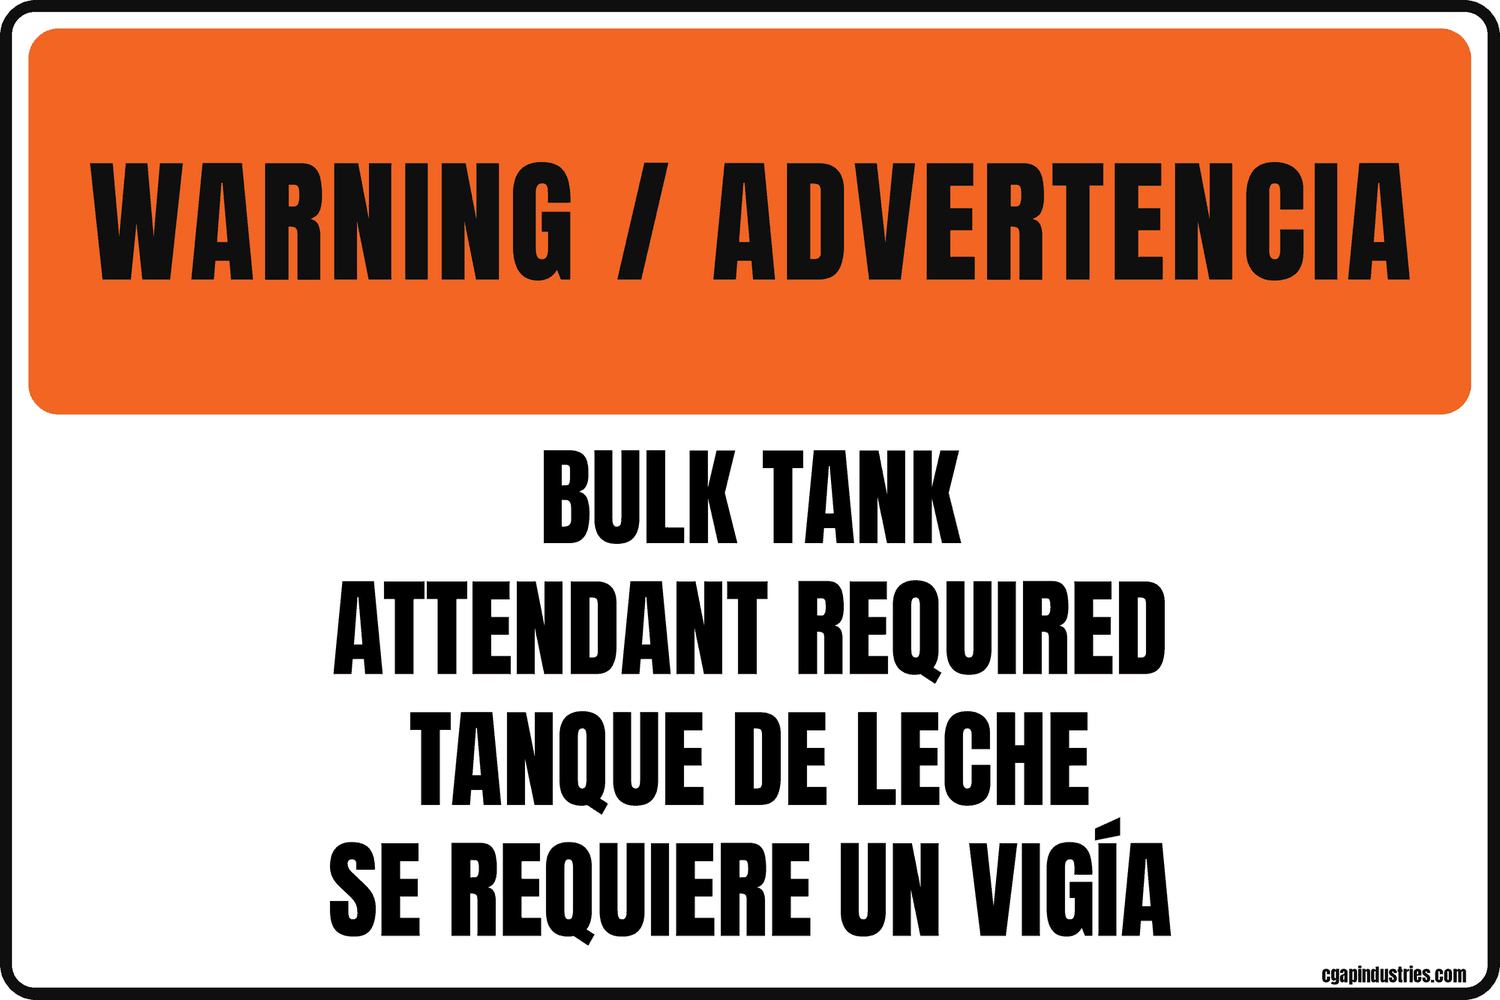 WARNING / ADVERTENCIA
BULK TANK
ATTENDANT REQUIRED
TANQUE DE LECHE
SE REQUIERE UN VIGÍA
cgapindustries.com